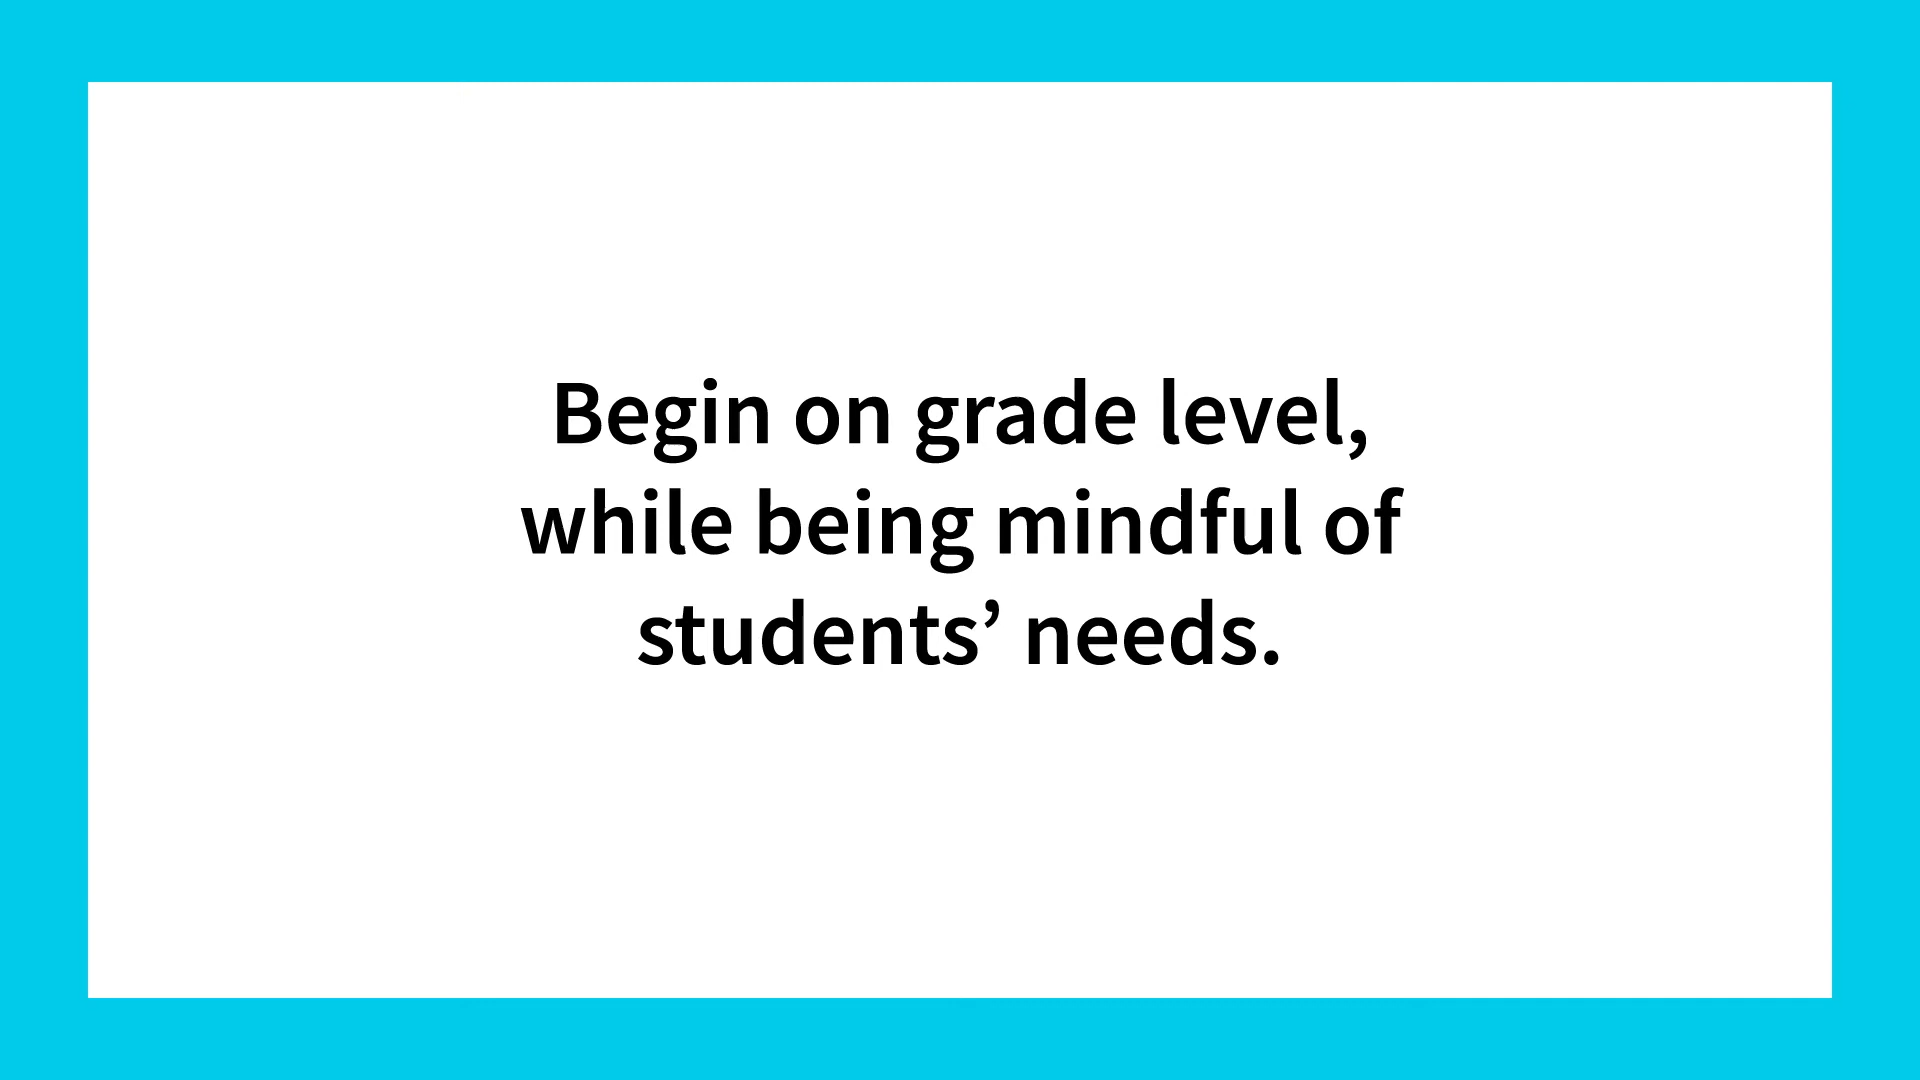 Begin on grade level,
while being mindful of
students’ needs.